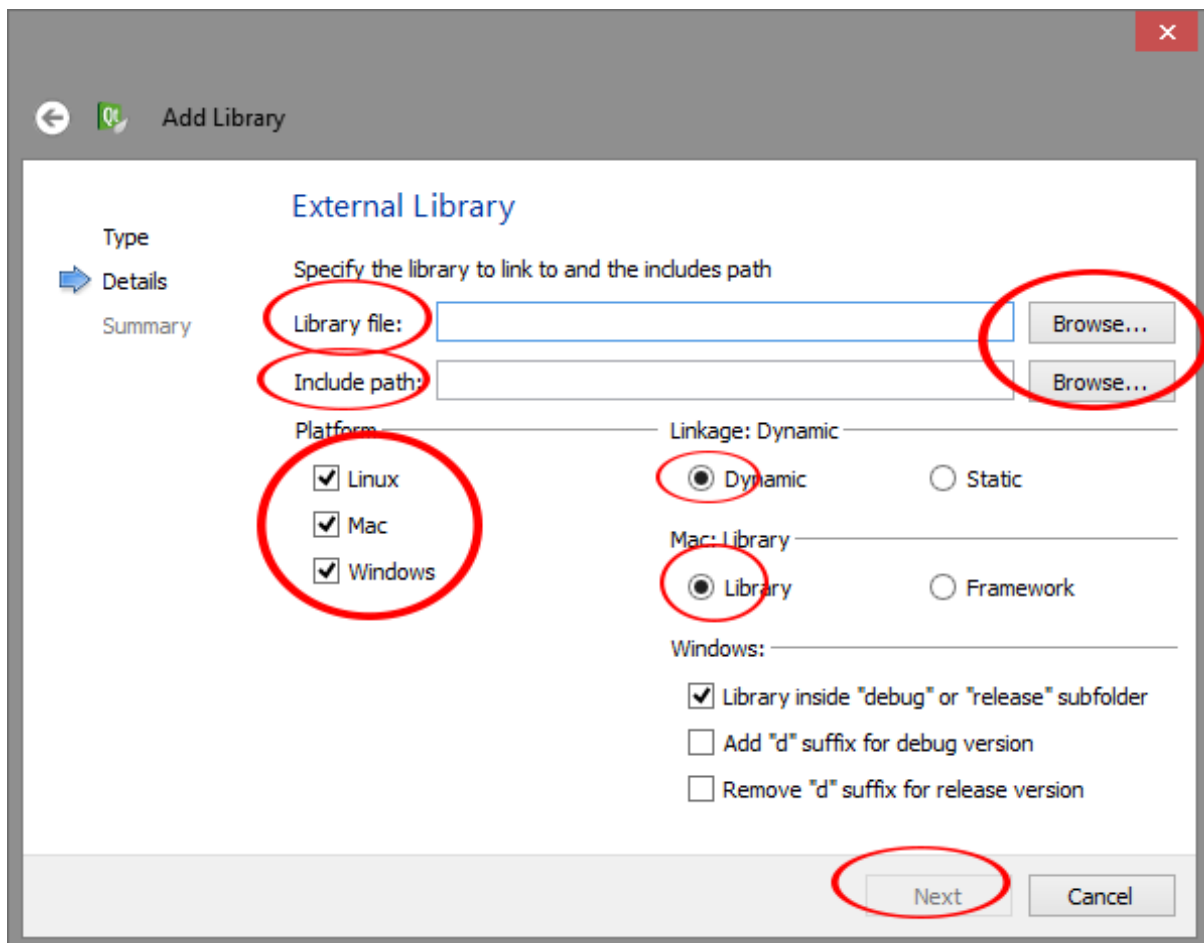 Qt
Add Library
External Library
Type
Details
Summary
Specify the library to link to and the includes path
Library file:
Browse...
Include path:
Browse...
Platform
Linux
Mac
Windows
Linkage: Dynamic
Dynamic
Static
Mac: Library
Library
Framework
Windows:
Library inside "debug" or "release" subfolder
Add "d" suffix for debug version
Remove "d" suffix for release version
Next
Cancel